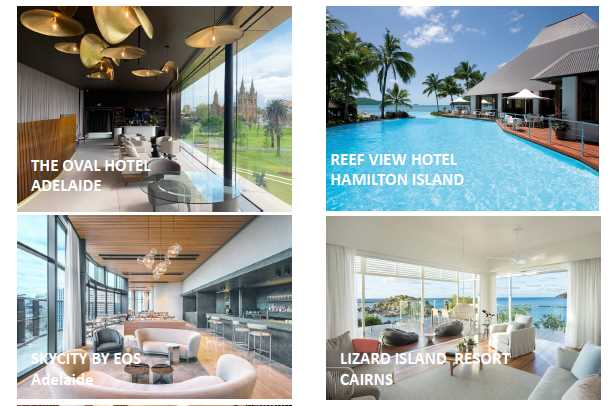 THE OVAL HOTEL
ADELAIDE
REEF VIEW HOTEL
HAMILTON ISLAND
SKYCITY BY EOS
Adelaide
LIZARD ISLAND RESORT
CAIRNS